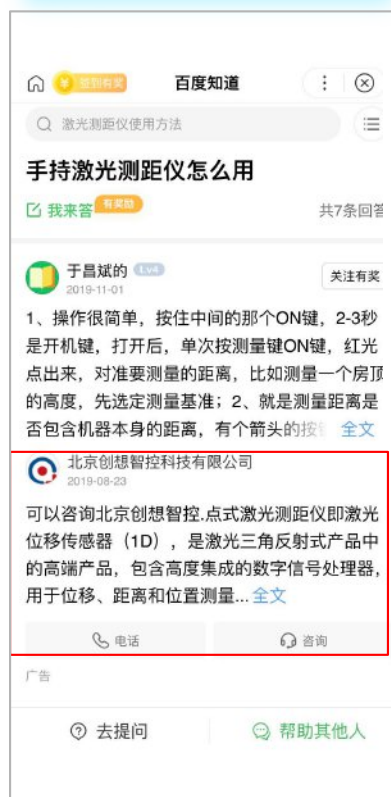 签到有奖 百度知道
激光测距仪使用方法
手持激光测距仪怎么用
我来答 有奖励 共7条回答
于昌斌的 Lv4 关注有奖
2019-11-01
1、操作很简单，按住中间的那个ON键，2-3秒
是开机键，打开后，单次按测量键ON键，红光
点出来，对准要测量的距离，比如测量一个房顶
的高度，先选定测量基准；2、就是测量距离是
否包含机器本身的距离，有个箭头的按 全文
北京创想智控科技有限公司
2019-08-23
可以咨询北京创想智控.点式激光测距仪即激光
位移传感器（1D），是激光三角反射式产品中
的高端产品，包含高度集成的数字信号处理器，
用于位移、距离和位置测量...全文
电话 咨询
广告
去提问 帮助其他人